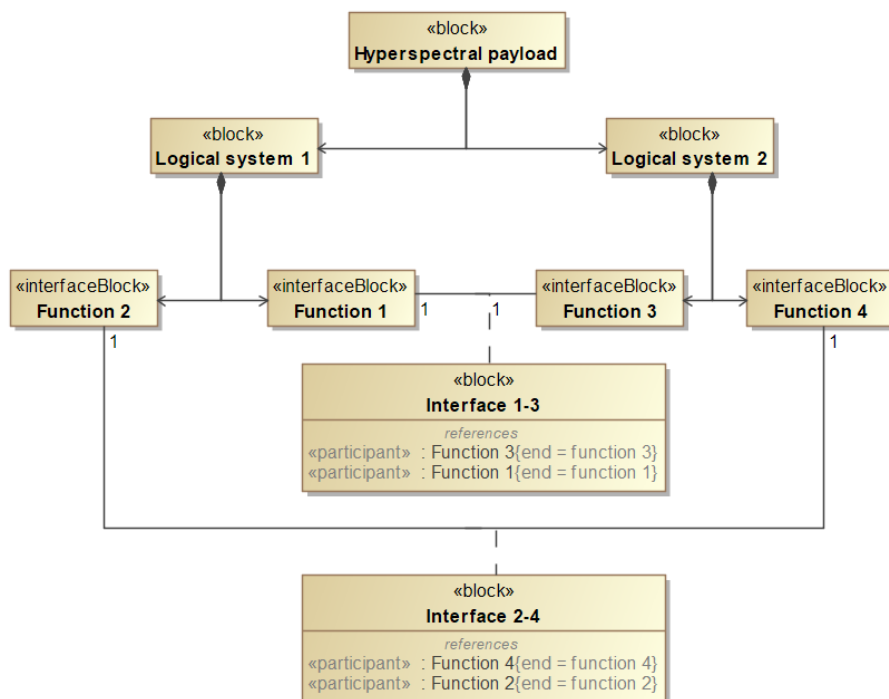 «block»
Hyperspectral payload
«block»
Logical system 1
«block»
Logical system 2
«interfaceBlock»
Function 2
«interfaceBlock»
Function 1
«interfaceBlock»
Function 3
«interfaceBlock»
Function 4
1
1
1
1
«block»
Interface 1-3
references
«participant» : Function 3{end = function 3}
«participant» : Function 1{end = function 1}
«block»
Interface 2-4
references
«participant» : Function 4{end = function 4}
«participant» : Function 2{end = function 2}